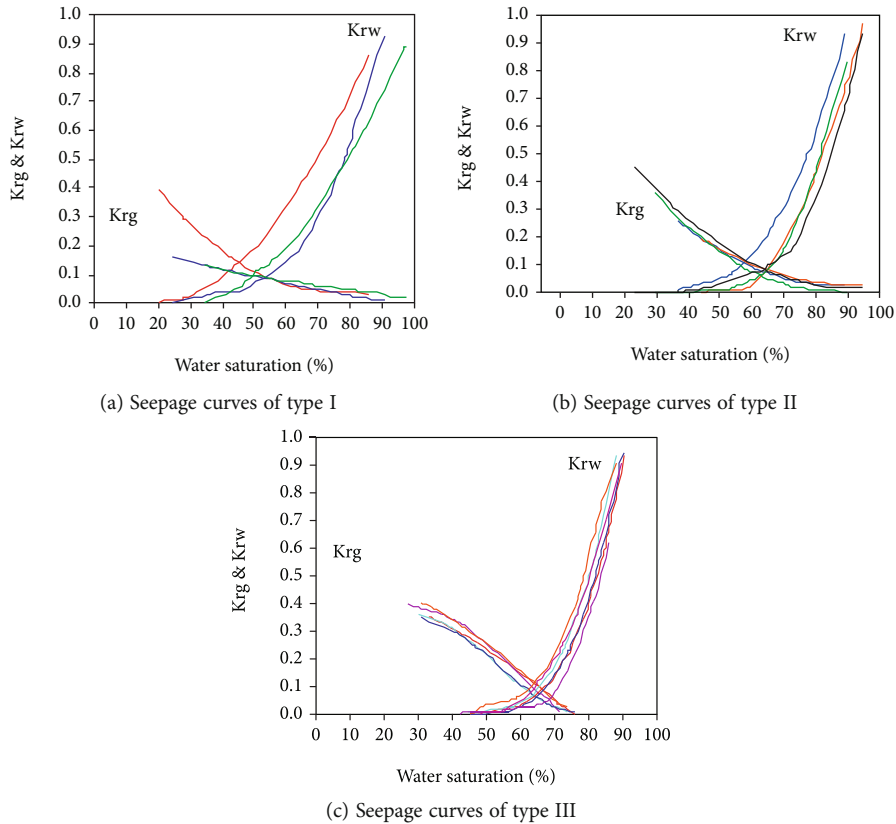 1.0
0.9
0.8
0.7
0.6
0.5
0.4
0.3
0.2
0.1
0.0
Krg & Krw
Krw
Krg
0 10 20 30 40 50 60 70 80 90 100
Water saturation (%)
(a) Seepage curves of type I
1.0
0.9
0.8
0.7
0.6
0.5
0.4
0.3
0.2
0.1
0.0
Krg & Krw
Krw
Krg
0 10 20 30 40 50 60 70 80 90 100
Water saturation (%)
(b) Seepage curves of type II
1.0
0.9
0.8
0.7
0.6
0.5
0.4
0.3
0.2
0.1
0.0
Krg & Krw
Krw
Krg
0 10 20 30 40 50 60 70 80 90 100
Water saturation (%)
(c) Seepage curves of type III